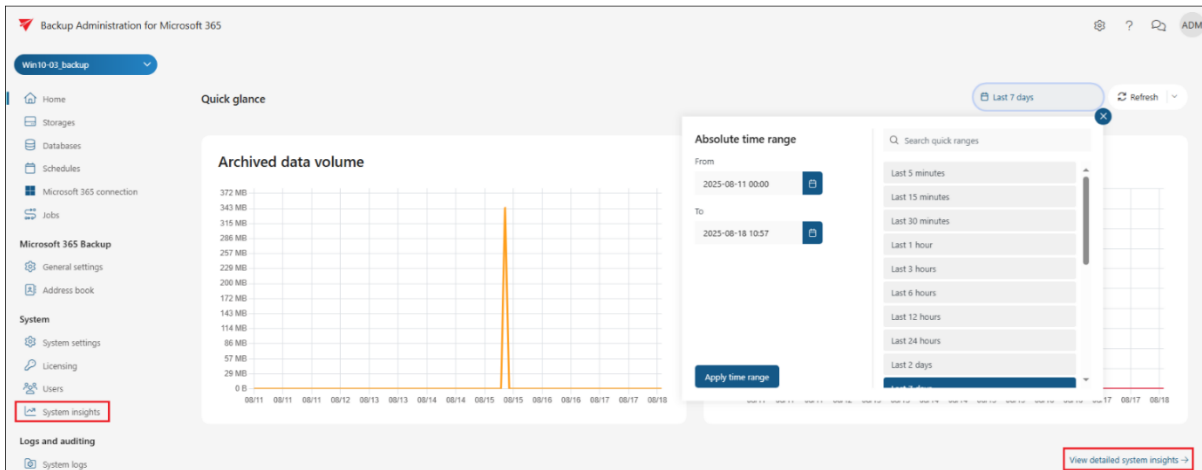 Backup Administration for Microsoft 365
ADM
Win10-03_backup
Home
Storages
Databases
Schedules
Microsoft 365 connection
Jobs
Microsoft 365 Backup
General settings
Address book
System
System settings
Licensing
Users
System insights
Logs and auditing
System logs
Quick glance
Last 7 days
Refresh
Archived data volume
372 MB
343 MB
315 MB
286 MB
257 MB
229 MB
200 MB
172 MB
143 MB
114 MB
86 MB
57 MB
29 MB
0 B
08/11 08/11 08/11 08/12 08/13 08/13 08/14 08/14 08/15 08/15 08/16 08/16 08/17 08/17 08/18
Absolute time range
From
2025-08-11 00:00
To
2025-08-18 10:57
Apply time range
Search quick ranges
Last 5 minutes
Last 15 minutes
Last 30 minutes
Last 1 hour
Last 3 hours
Last 6 hours
Last 12 hours
Last 24 hours
Last 2 days
08/17 08/18
View detailed system insights →